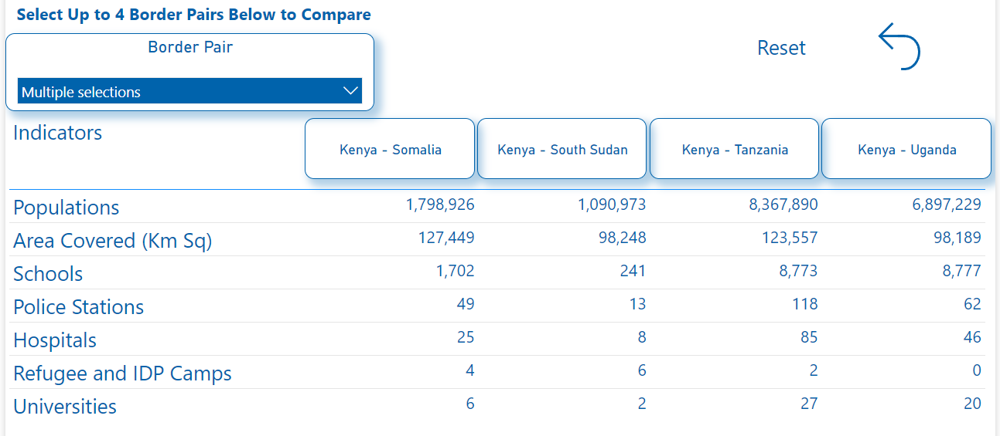 Select Up to 4 Border Pairs Below to Compare
Border Pair
Reset
Multiple selections
Indicators
Kenya - Somalia Kenya - South Sudan Kenya - Tanzania Kenya - Uganda
Populations 1,798,926 1,090,973 8,367,890 6,897,229
Area Covered (Km Sq) 127,449 98,248 123,557 98,189
Schools 1,702 241 8,773 8,777
Police Stations 49 13 118 62
Hospitals 25 8 85 46
Refugee and IDP Camps 4 6 2 0
Universities 6 2 27 20